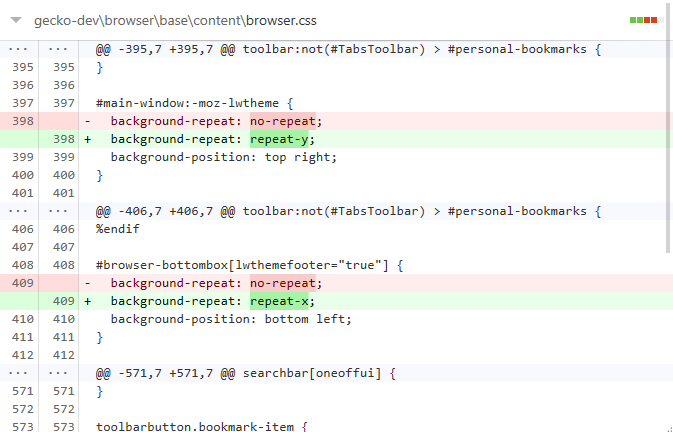 gecko-dev\browser\base\content\browser.css
... ... @@ -395,7 +395,7 @@ toolbar:not(#TabsToolbar) > #personal-bookmarks {
395 395 }
396 396
397 397 #main-window:-moz-lwtheme {
398 - background-repeat: no-repeat;
398 + background-repeat: repeat-y;
399 399 background-position: top right;
400 400 }
401 401
... ... @@ -406,7 +406,7 @@ toolbar:not(#TabsToolbar) > #personal-bookmarks {
406 406 %endif
407 407
408 408 #browser-bottombox[lwthemefooter="true"] {
409 - background-repeat: no-repeat;
409 + background-repeat: repeat-x;
410 410 background-position: bottom left;
411 411 }
412 412
... ... @@ -571,7 +571,7 @@ searchbar[oneoffui] {
571 571 }
572 572
573 573 toolbarbutton.bookmark-item {